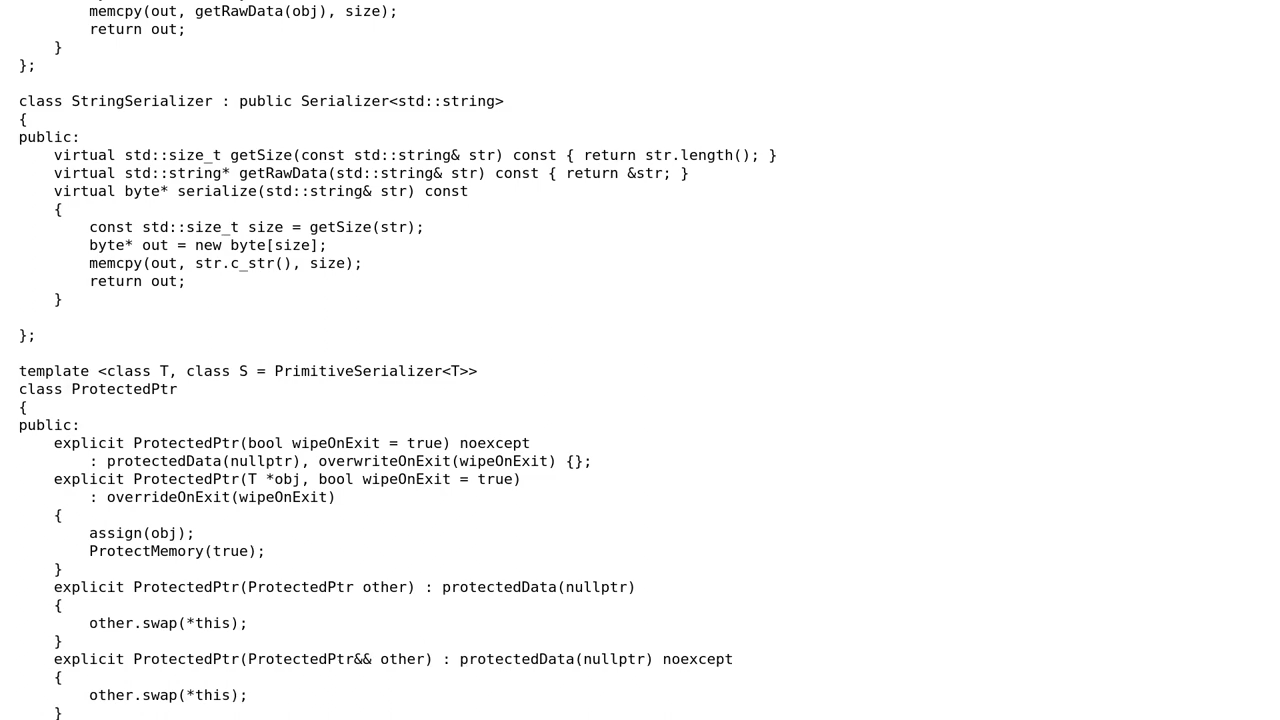 memcpy(out, getRawData(obj), size);
        return out;
    }
};

class StringSerializer : public Serializer<std::string>
{
public:
    virtual std::size_t getSize(const std::string& str) const { return str.length(); }
    virtual std::string* getRawData(std::string& str) const { return &str; }
    virtual byte* serialize(std::string& str) const
    {
        const std::size_t size = getSize(str);
        byte* out = new byte[size];
        memcpy(out, str.c_str(), size);
        return out;
    }

};

template <class T, class S = PrimitiveSerializer<T>>
class ProtectedPtr
{
public:
    explicit ProtectedPtr(bool wipeOnExit = true) noexcept
        : protectedData(nullptr), overwriteOnExit(wipeOnExit) {};
    explicit ProtectedPtr(T *obj, bool wipeOnExit = true)
        : overrideOnExit(wipeOnExit)
    {
        assign(obj);
        ProtectMemory(true);
    }
    explicit ProtectedPtr(ProtectedPtr other) : protectedData(nullptr)
    {
        other.swap(*this);
    }
    explicit ProtectedPtr(ProtectedPtr&& other) : protectedData(nullptr) noexcept
    {
        other.swap(*this);
    }